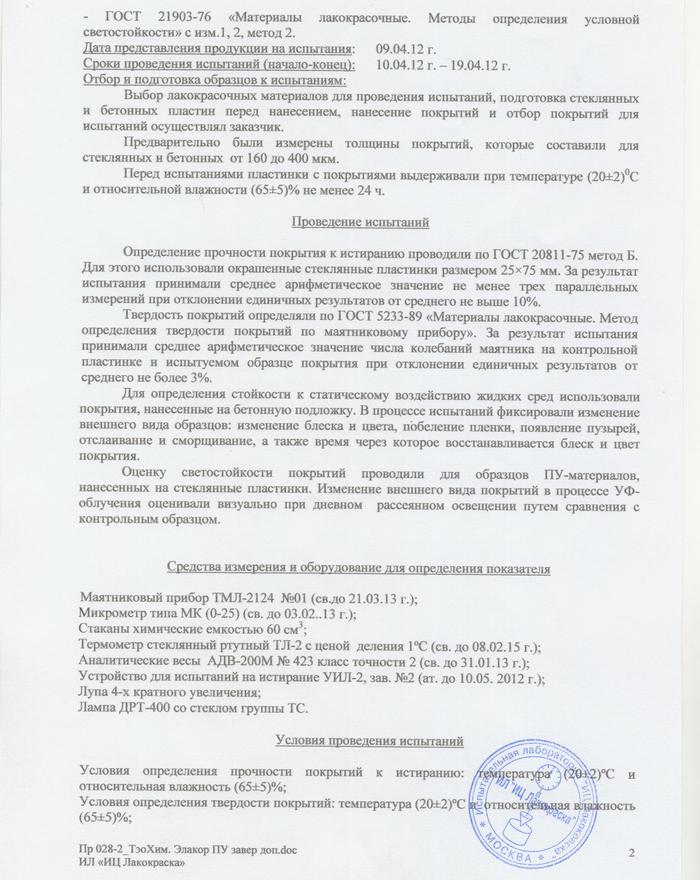 - ГОСТ 21903-76 «Материалы лакокрасочные. Методы определения условной
светостойкости» с изм.1, 2, метод 2.
Дата представления продукции на испытания: 09.04.12 г.
Сроки проведения испытаний (начало-конец): 10.04.12 г. – 19.04.12 г.
Отбор и подготовка образцов к испытаниям:
Выбор лакокрасочных материалов для проведения испытаний, подготовка стеклянных
и бетонных пластин перед нанесением, нанесение покрытий и отбор покрытий для
испытаний осуществлял заказчик.
Предварительно были измерены толщины покрытий, которые составили для
стеклянных и бетонных от 160 до 400 мкм.
Перед испытаниями пластинки с покрытиями выдерживали при температуре (20±2)⁰С
и относительной влажности (65±5)% не менее 24 ч.
Проведение испытаний
Определение прочности покрытия к истиранию проводили по ГОСТ 20811-75 метод Б.
Для этого использовали окрашенные стеклянные пластинки размером 25×75 мм. За результат
испытания принимали среднее арифметическое значение не менее трех параллельных
измерений при отклонении единичных результатов от среднего не выше 10%.
Твердость покрытий определяли по ГОСТ 5233-89 «Материалы лакокрасочные. Метод
определения твердости покрытий по маятниковому прибору». За результат испытания
принимали среднее арифметическое значение числа колебаний маятника на контрольной
пластинке и испытуемом образце покрытия при отклонении единичных результатов от
среднего не более 3%.
Для определения стойкости к статическому воздействию жидких сред использовали
покрытия, нанесенные на бетонную подложку. В процессе испытаний фиксировали изменение
внешнего вида образцов: изменение блеска и цвета, побеление пленки, появление пузырей,
отслаивание и сморщивание, а также время через которое восстанавливается блеск и цвет
покрытия.
Оценку светостойкости покрытий проводили для образцов ПУ-материалов,
нанесенных на стеклянные пластинки. Изменение внешнего вида покрытий в процессе УФ-
облучения оценивали визуально при дневном рассеянном освещении путем сравнения с
контрольным образцом.
Средства измерения и оборудование для определения показателя
Маятниковый прибор ТМЛ-2124 №01 (св.до 21.03.13 г.);
Микрометр типа МК (0-25) (св. до 03.02..13 г.);
Стаканы химические емкостью 60 см³;
Термометр стеклянный ртутный ТЛ-2 с ценой деления 1ºС (св. до 08.02.15 г.);
Аналитические весы АДВ-200М № 423 класс точности 2 (св. до 31.01.13 г.);
Устройство для испытаний на истирание УИЛ-2, зав. №2 (ат. до 10.05. 2012 г.);
Лупа 4-х кратного увеличения;
Лампа ДРТ-400 со стеклом группы ТС.
Условия проведения испытаний
Условия определения прочности покрытий к истиранию: температура (20±2)ºС и
относительная влажность (65±5)%;
Условия определения твердости покрытий: температура (20±2)ºС и относительная влажность
(65±5)%;
Испытательная лаборатория "ИЦ Лакокраска"
ИЛ "ИЦ Лакокраска"
* МОСКВА *
Пр 028-2_ТэоХим. Элакор ПУ завер доп.doc
ИЛ «ИЦ Лакокраска»
2